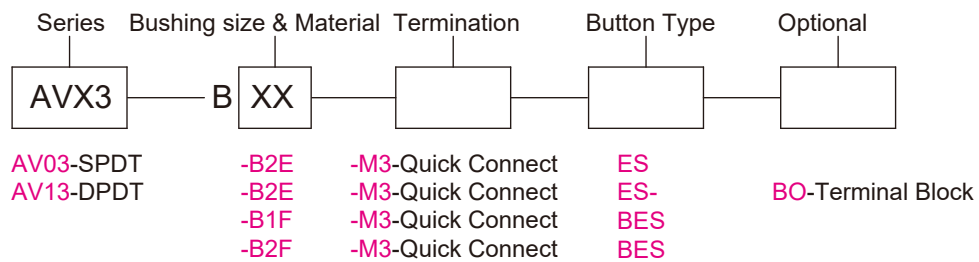 Series Bushing size & Material Termination Button Type Optional
AVX3 B XX
AV03-SPDT -B2E -M3-Quick Connect ES
AV13-DPDT -B2E -M3-Quick Connect ES- BO-Terminal Block
-B1F -M3-Quick Connect BES
-B2F -M3-Quick Connect BES